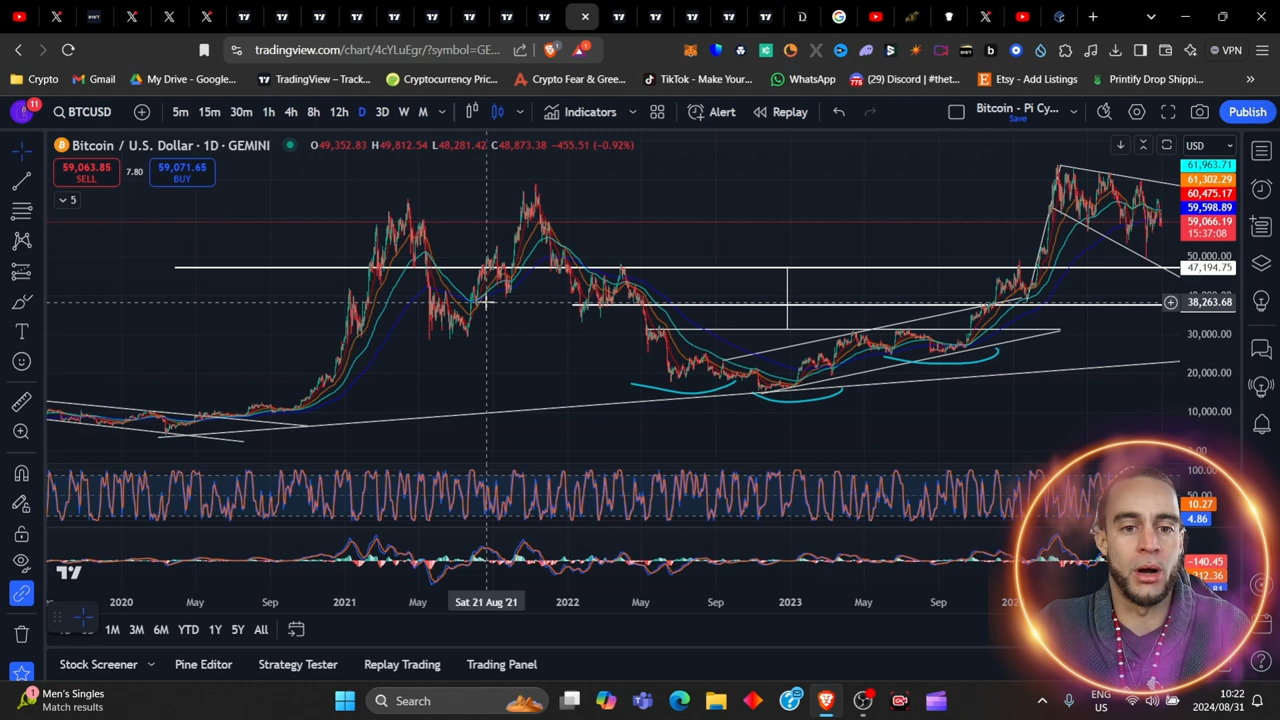 tradingview.com/chart/4cYLuEgr/?symbol=GE...
VPN
Crypto
Gmail
My Drive - Google...
TradingView – Track...
Cryptocurrency Pric...
Crypto Fear & Greed...
TikTok - Make Your...
WhatsApp
(29) Discord | #thet...
Etsy - Add Listings
Printify Drop Shippi...
11
BTCUSD
5m 15m 30m 1h 4h 8h 12h D 3D W M
Indicators
Alert
Replay
Bitcoin - Pi Cy...
Save
Publish
Bitcoin / U.S. Dollar · 1D · GEMINI
O49,352.83 H49,812.54 L48,281.42 C48,873.38 -455.51 (-0.92%)
USD
59,063.85
SELL
7.80
59,071.65
BUY
5
61,963.71
61,302.29
60,475.17
59,598.89
59,066.19
15:37:08
50,000.00
47,194.75
38,263.68
30,000.00
20,000.00
10,000.00
100.00
50.00
10.27
4.86
−140.45
2020 May Sep 2021 May Sat 21 Aug '21 2022 May Sep 2023 May Sep
1M 3M 6M YTD 1Y 5Y All
Stock Screener
Pine Editor
Strategy Tester
Replay Trading
Trading Panel
1
Men's Singles
Match results
Search
ENG
US
10:22
2024/08/31